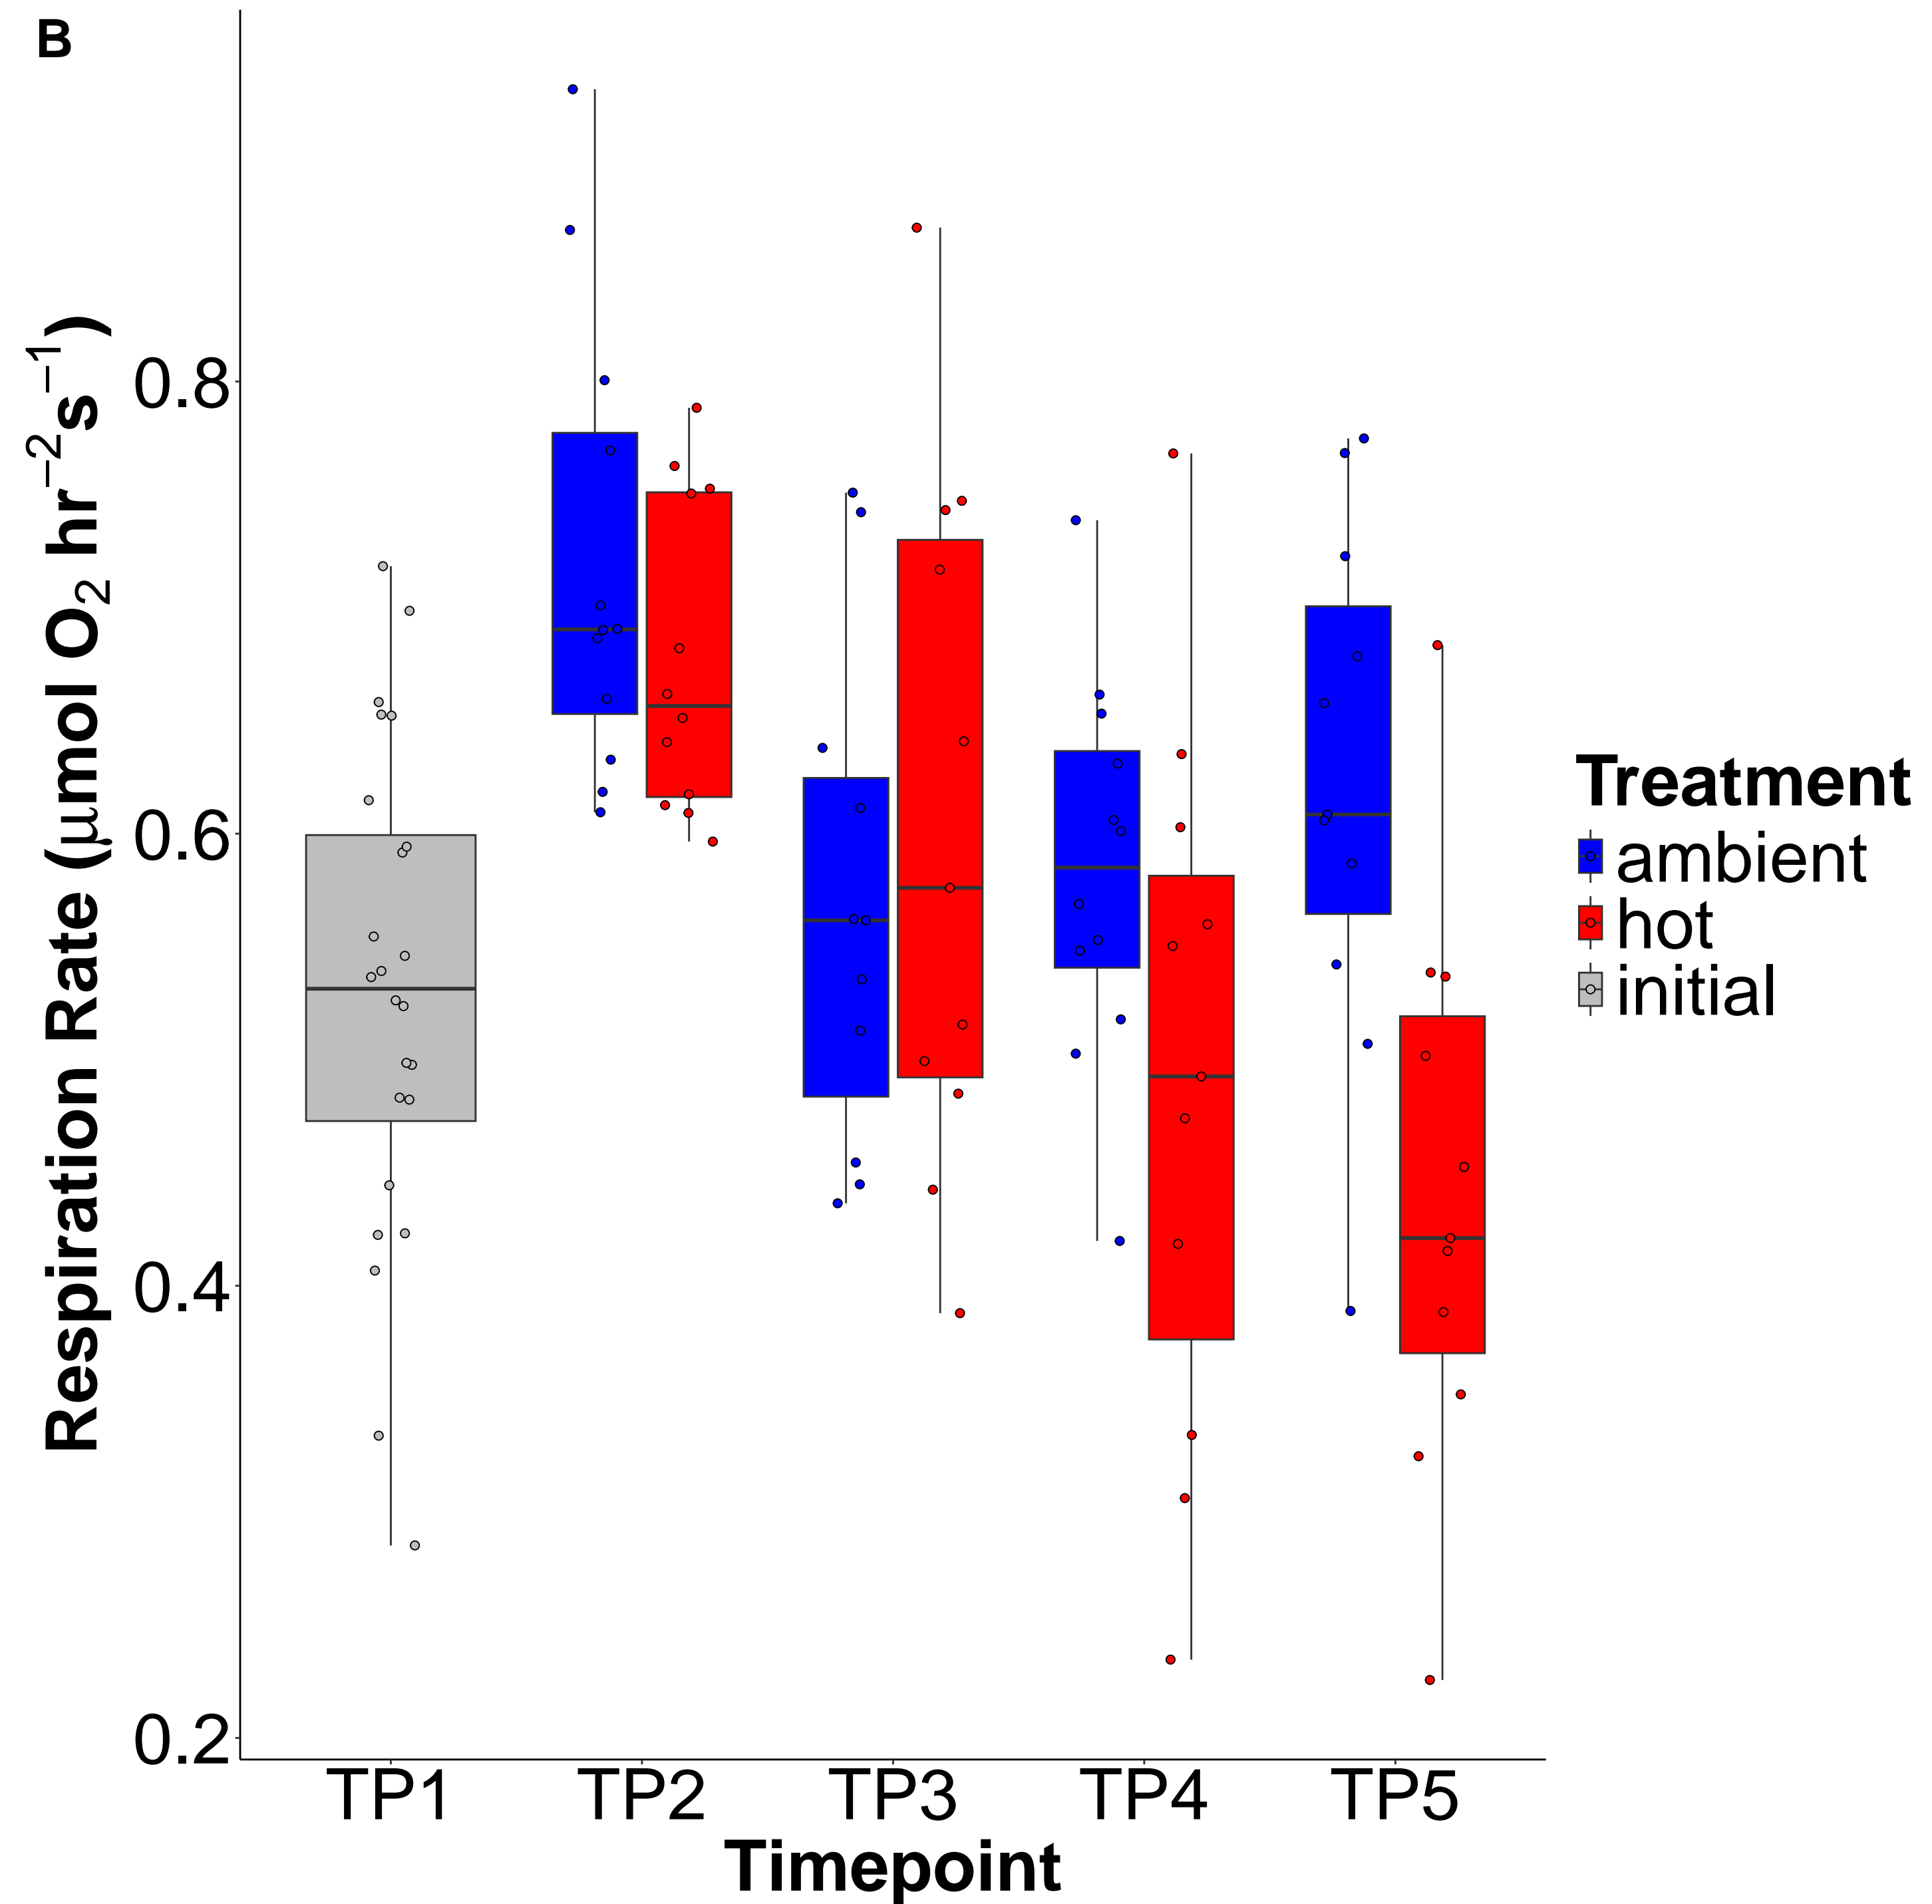 B
Respiration Rate (μmol O₂ hr⁻²s⁻¹)
0.8
0.6
0.4
0.2
TP1 TP2 TP3 TP4 TP5
Timepoint
Treatment
ambient
hot
initial